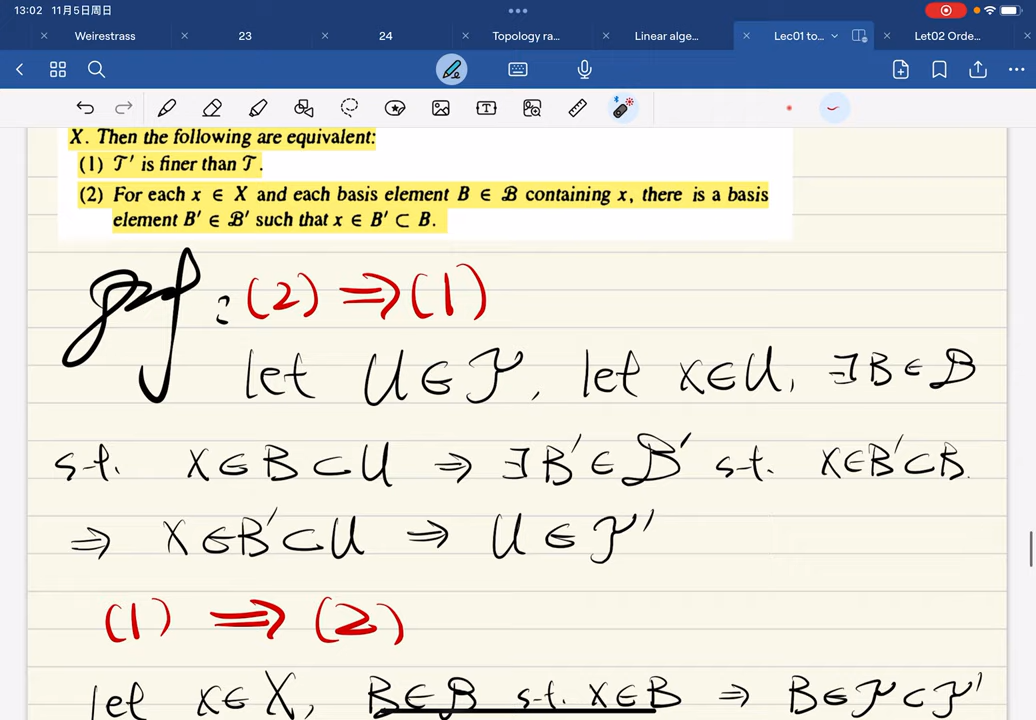 13:02 11月5日周日
Weirestrass
23
24
Topology ra...
Linear alge...
Lec01 to...
Let02 Orde...
X. Then the following are equivalent:
(1) 𝒯′ is finer than 𝒯.
(2) For each x ∈ X and each basis element B ∈ ℬ containing x, there is a basis
element B′ ∈ ℬ′ such that x ∈ B′ ⊂ B.
: (2) ⟹ (1)
let U ∈ 𝒯, let x ∈ U, ∃ B ∈ ℬ
s.t. x ∈ B ⊂ U ⇒ ∃ B′ ∈ ℬ′ s.t. x ∈ B′ ⊂ B.
⇒ x ∈ B′ ⊂ U ⇒ U ∈ 𝒯′
(1) ⟹ (2)
let x ∈ X, B ∈ ℬ s.t. x ∈ B ⇒ B ∈ 𝒯 ⊂ 𝒯′